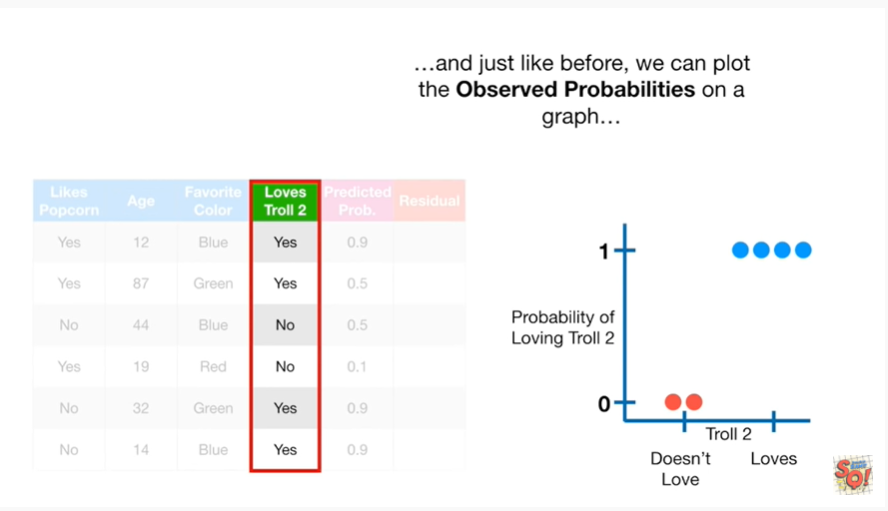 …and just like before, we can plot
the Observed Probabilities on a
graph…
Likes Popcorn Age Favorite Color Loves Troll 2 Predicted Prob. Residual
Yes 12 Blue Yes 0.9
Yes 87 Green Yes 0.5
No 44 Blue No 0.5
Yes 19 Red No 0.1
No 32 Green Yes 0.9
No 14 Blue Yes 0.9
1
Probability of
Loving Troll 2
0
Troll 2
Doesn't Love
Loves